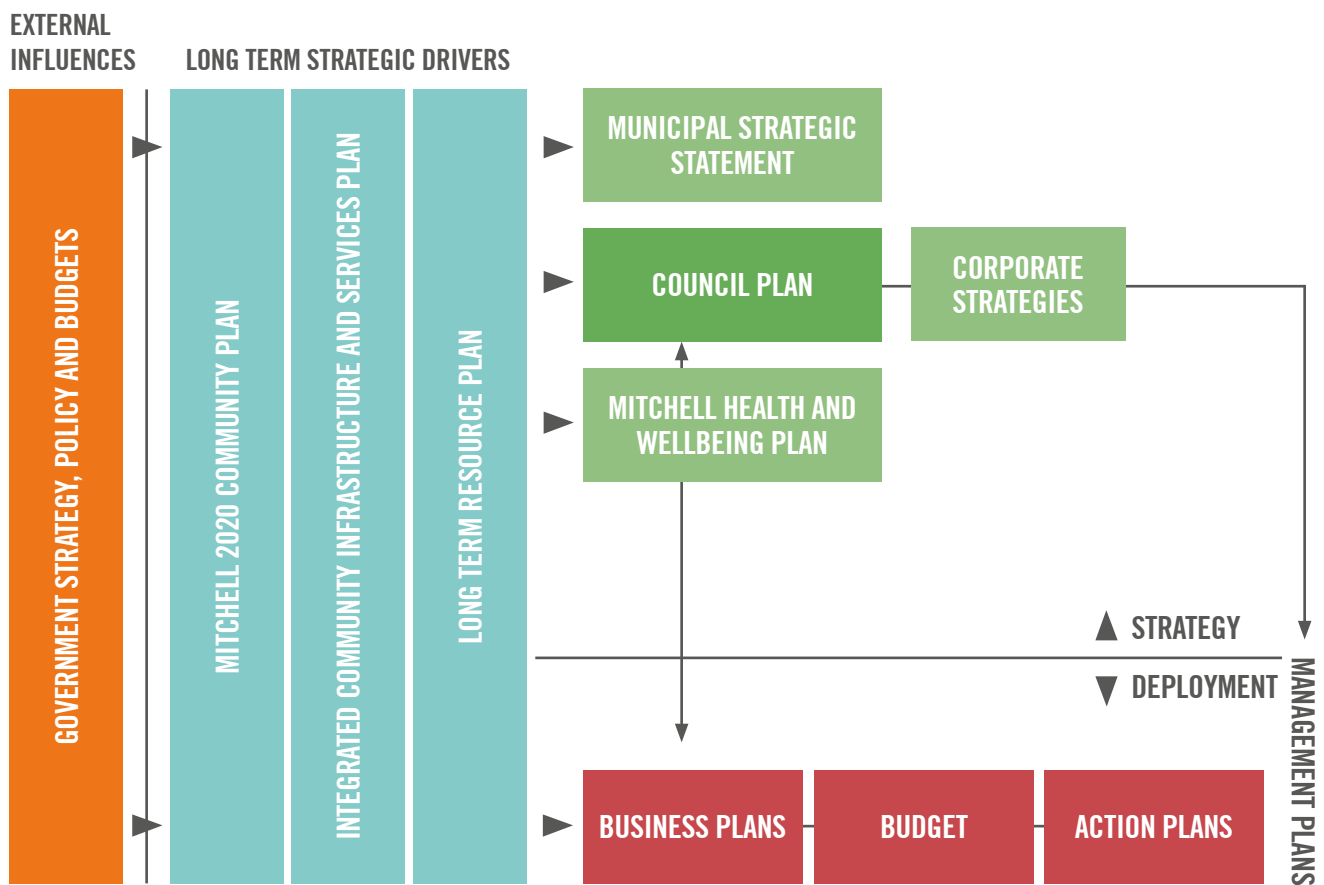 EXTERNAL
INFLUENCES
LONG TERM STRATEGIC DRIVERS
GOVERNMENT STRATEGY, POLICY AND BUDGETS
MITCHELL 2020 COMMUNITY PLAN
INTEGRATED COMMUNITY INFRASTRUCTURE AND SERVICES PLAN
LONG TERM RESOURCE PLAN
MUNICIPAL STRATEGIC
STATEMENT
COUNCIL PLAN
CORPORATE
STRATEGIES
MITCHELL HEALTH AND
WELLBEING PLAN
STRATEGY
DEPLOYMENT
MANAGEMENT PLANS
BUSINESS PLANS
BUDGET
ACTION PLANS